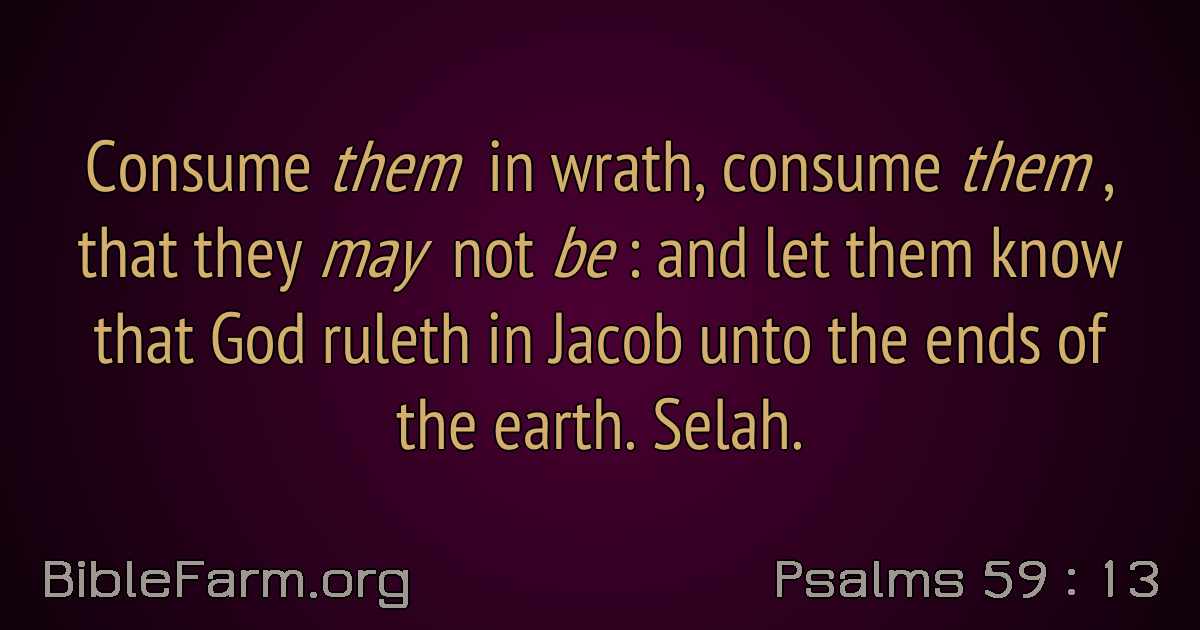 Consume them in wrath, consume them ,
that they may not be : and let them know
that God ruleth in Jacob unto the ends of
the earth. Selah.
BibleFarm.org
Psalms 59 : 13